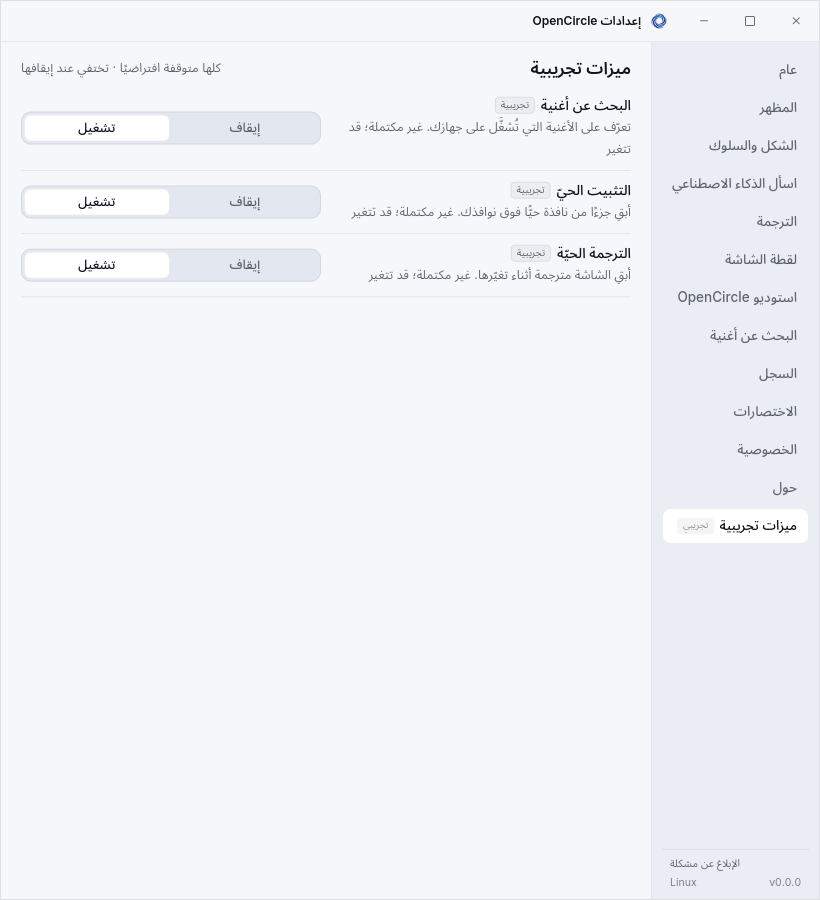 إعدادات OpenCircle
عام
المظهر
الشكل والسلوك
اسأل الذكاء الاصطناعي
الترجمة
لقطة الشاشة
استوديو OpenCircle
البحث عن أغنية
السجل
الاختصارات
الخصوصية
حول
ميزات تجريبية تجريبي
الإبلاغ عن مشكلة
v0.0.0 Linux
ميزات تجريبية
كلها متوقفة افتراضيًا · تختفي عند إيقافها
البحث عن أغنية تجريبية
تعرّف على الأغنية التي تُشغَّل على جهازك. غير مكتملة؛ قد
تتغير
إيقاف تشغيل
التثبيت الحيّ تجريبية
أبقِ جزءًا من نافذة حيًّا فوق نوافذك. غير مكتملة؛ قد تتغير
إيقاف تشغيل
الترجمة الحيّة تجريبية
أبقِ الشاشة مترجمة أثناء تغيّرها. غير مكتملة؛ قد تتغير
إيقاف تشغيل